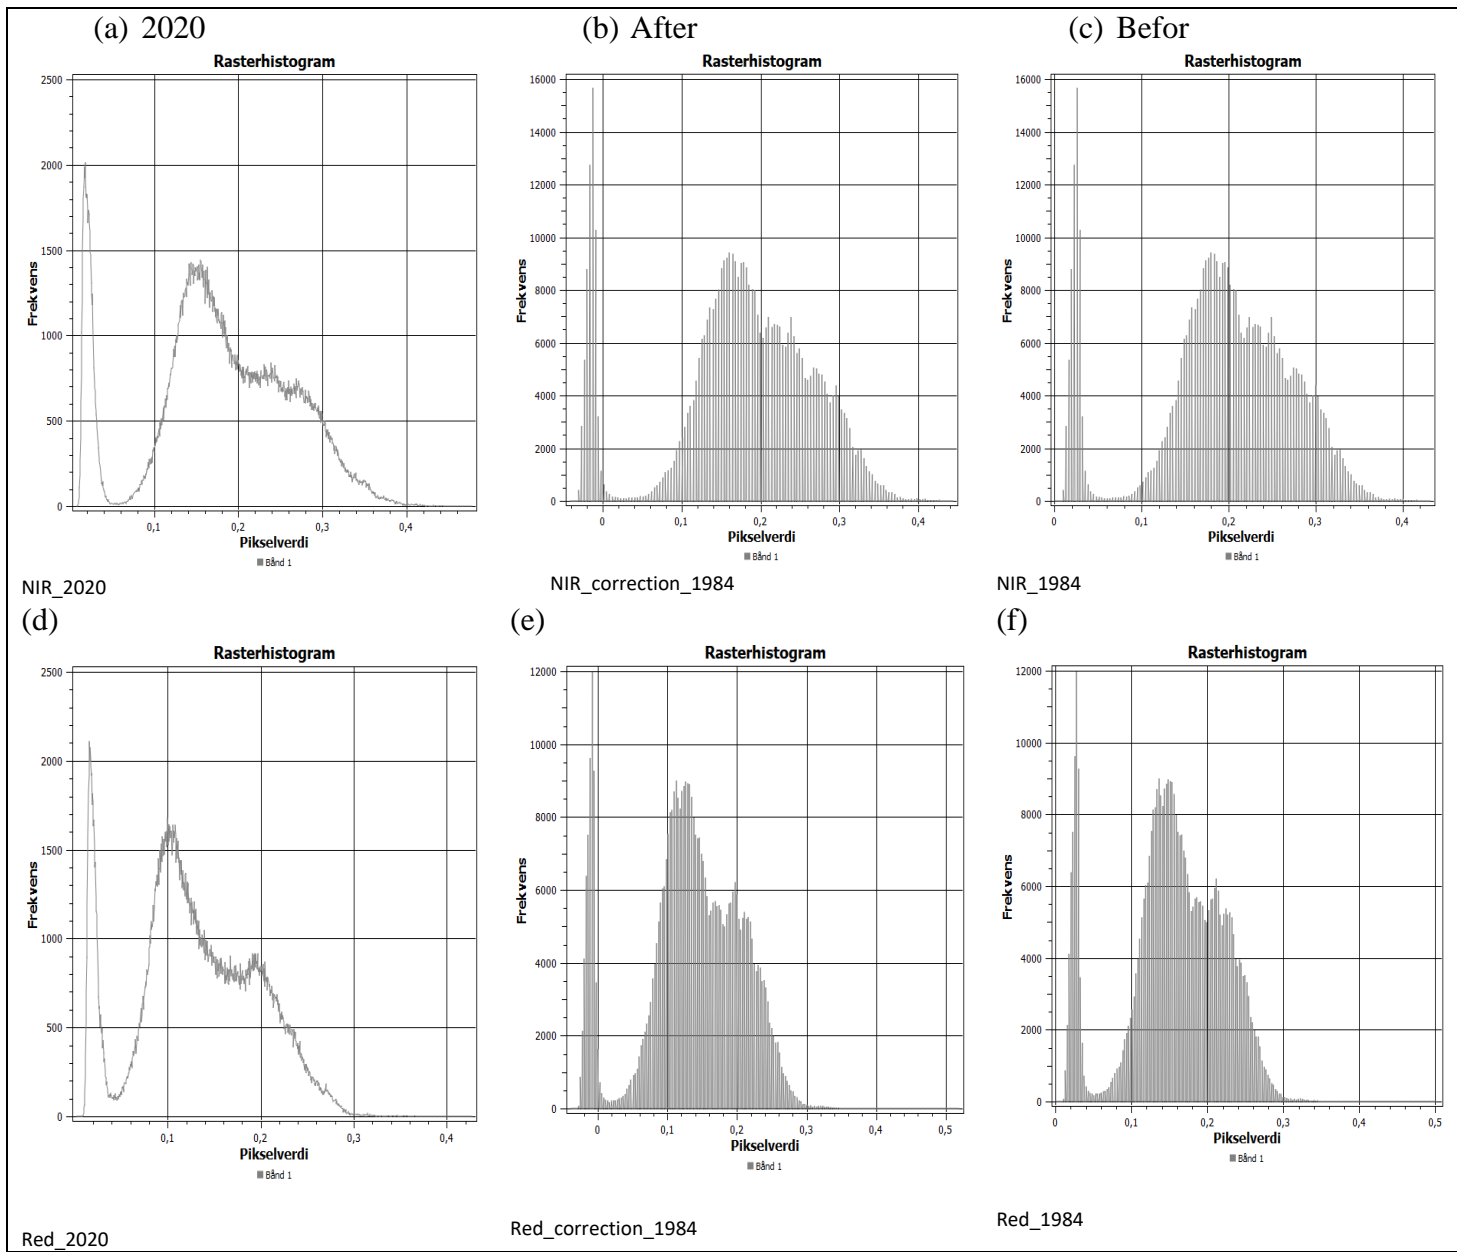 (a) 2020
(b) After
(c) Befor
Rasterhistogram
2500
2000
1500
1000
500
0
Frekvens
0,1
0,2
0,3
0,4
Pikselverdi
Bånd 1
NIR_2020
Rasterhistogram
16000
14000
12000
10000
8000
6000
4000
2000
0
Frekvens
0
0,1
0,2
0,3
0,4
Pikselverdi
Bånd 1
NIR_correction_1984
Rasterhistogram
16000
14000
12000
10000
8000
6000
4000
2000
0
Frekvens
0
0,1
0,2
0,3
0,4
Pikselverdi
Bånd 1
NIR_1984
(d)
(e)
(f)
Rasterhistogram
2500
2000
1500
1000
500
0
Frekvens
0,1
0,2
0,3
0,4
Pikselverdi
Bånd 1
Red_2020
Rasterhistogram
12000
10000
8000
6000
4000
2000
0
Frekvens
0
0,1
0,2
0,3
0,4
0,5
Pikselverdi
Bånd 1
Red_correction_1984
Rasterhistogram
12000
10000
8000
6000
4000
2000
0
Frekvens
0
0,1
0,2
0,3
0,4
0,5
Pikselverdi
Bånd 1
Red_1984